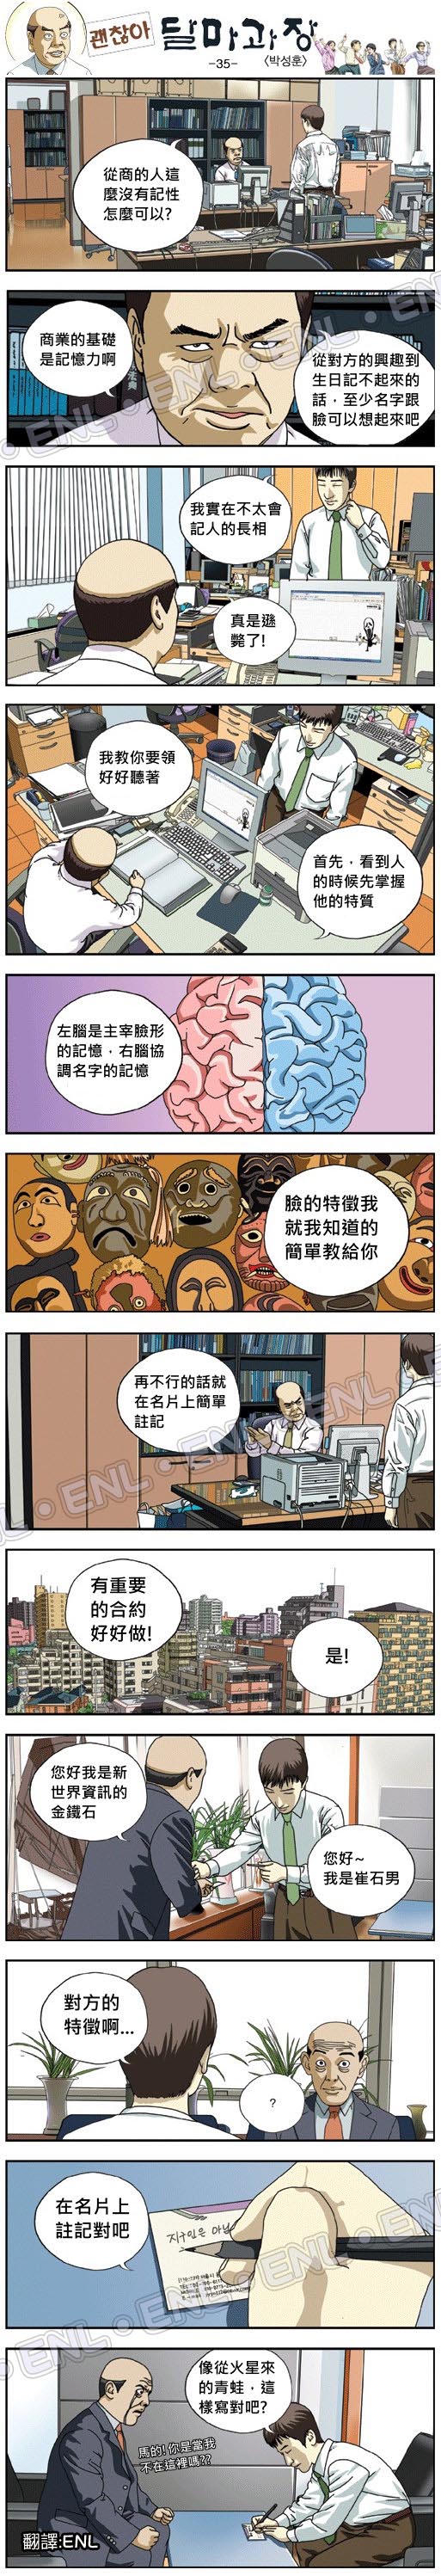 괜찮아 달마과장
-35- <박성훈>
從商的人這
麼沒有記性
怎麼可以?
商業的基礎
是記憶力啊
從對方的興趣到
生日記不起來的
話，至少名字跟
臉可以想起來吧
我實在不太會
記人的長相
真是遜
斃了!
我教你要領
好好聽著
首先，看到人
的時候先掌握
他的特質
左腦是主宰臉形
的記憶，右腦協
調名字的記憶
臉的特徵我
就我知道的
簡單教給你
再不行的話就
在名片上簡單
註記
有重要
的合約
好好做!
是!
您好我是新
世界資訊的
金鐵石
您好~
我是崔石男
對方的
特徵啊...
?
在名片上
註記對吧
지구인은 아님
像從火星來
的青蛙，這
樣寫對吧?
馬的! 你是當我
不在這裡嗎??
翻譯:ENL